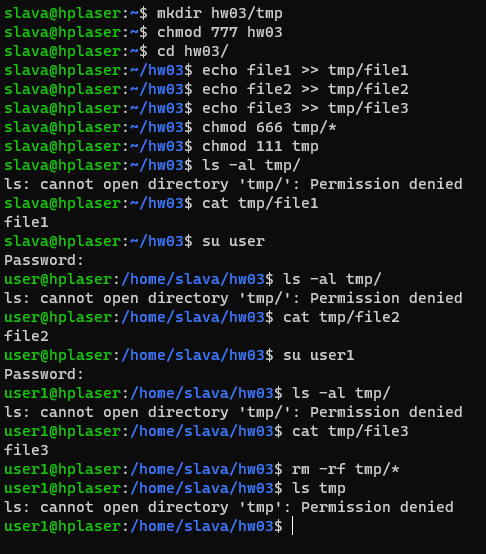 slava@hplaser:~$ mkdir hw03/tmp
slava@hplaser:~$ chmod 777 hw03
slava@hplaser:~$ cd hw03/
slava@hplaser:~/hw03$ echo file1 >> tmp/file1
slava@hplaser:~/hw03$ echo file2 >> tmp/file2
slava@hplaser:~/hw03$ echo file3 >> tmp/file3
slava@hplaser:~/hw03$ chmod 666 tmp/*
slava@hplaser:~/hw03$ chmod 111 tmp
slava@hplaser:~/hw03$ ls -al tmp/
ls: cannot open directory 'tmp/': Permission denied
slava@hplaser:~/hw03$ cat tmp/file1
file1
slava@hplaser:~/hw03$ su user
Password:
user@hplaser:/home/slava/hw03$ ls -al tmp/
ls: cannot open directory 'tmp/': Permission denied
user@hplaser:/home/slava/hw03$ cat tmp/file2
file2
user@hplaser:/home/slava/hw03$ su user1
Password:
user1@hplaser:/home/slava/hw03$ ls -al tmp/
ls: cannot open directory 'tmp/': Permission denied
user1@hplaser:/home/slava/hw03$ cat tmp/file3
file3
user1@hplaser:/home/slava/hw03$ rm -rf tmp/*
user1@hplaser:/home/slava/hw03$ ls tmp
ls: cannot open directory 'tmp': Permission denied
user1@hplaser:/home/slava/hw03$